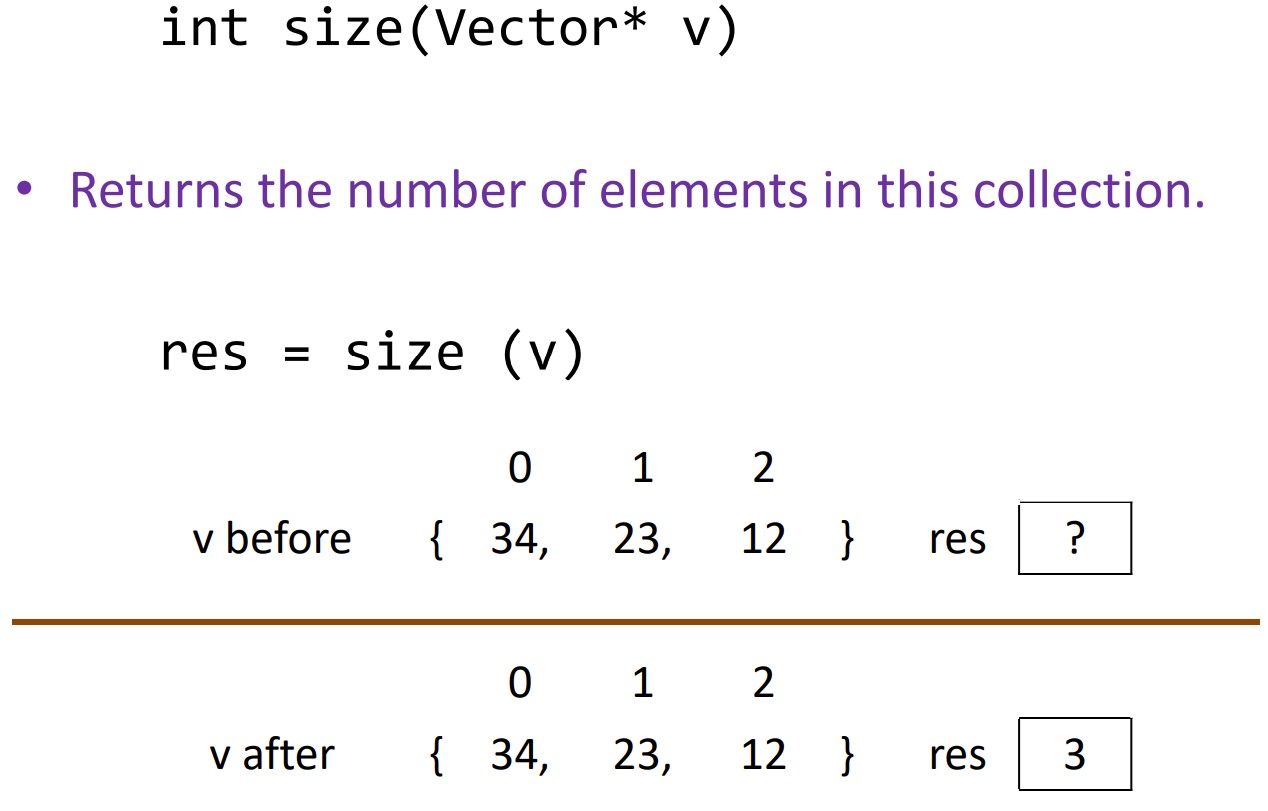 int size(Vector* v)
• Returns the number of elements in this collection.
res = size (v)
0 1 2
v before { 34, 23, 12 } res ?
0 1 2
v after { 34, 23, 12 } res 3